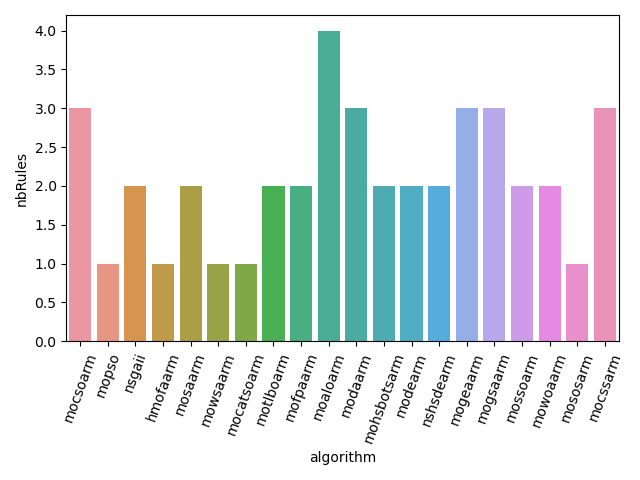 4.0
3.5
3.0
2.5
2.0
1.5
1.0
0.5
0.0
nbRules
mocsoarm
mopso
nsgaii
hmofaarm
mosaarm
mowsaarm
mocatsoarm
motlboarm
mofpaarm
moaloarm
modaarm
mohsbotsarm
modearm
nshsdearm
mogeaarm
mogsaarm
mossoarm
mowoaarm
mososarm
mocssarm
algorithm